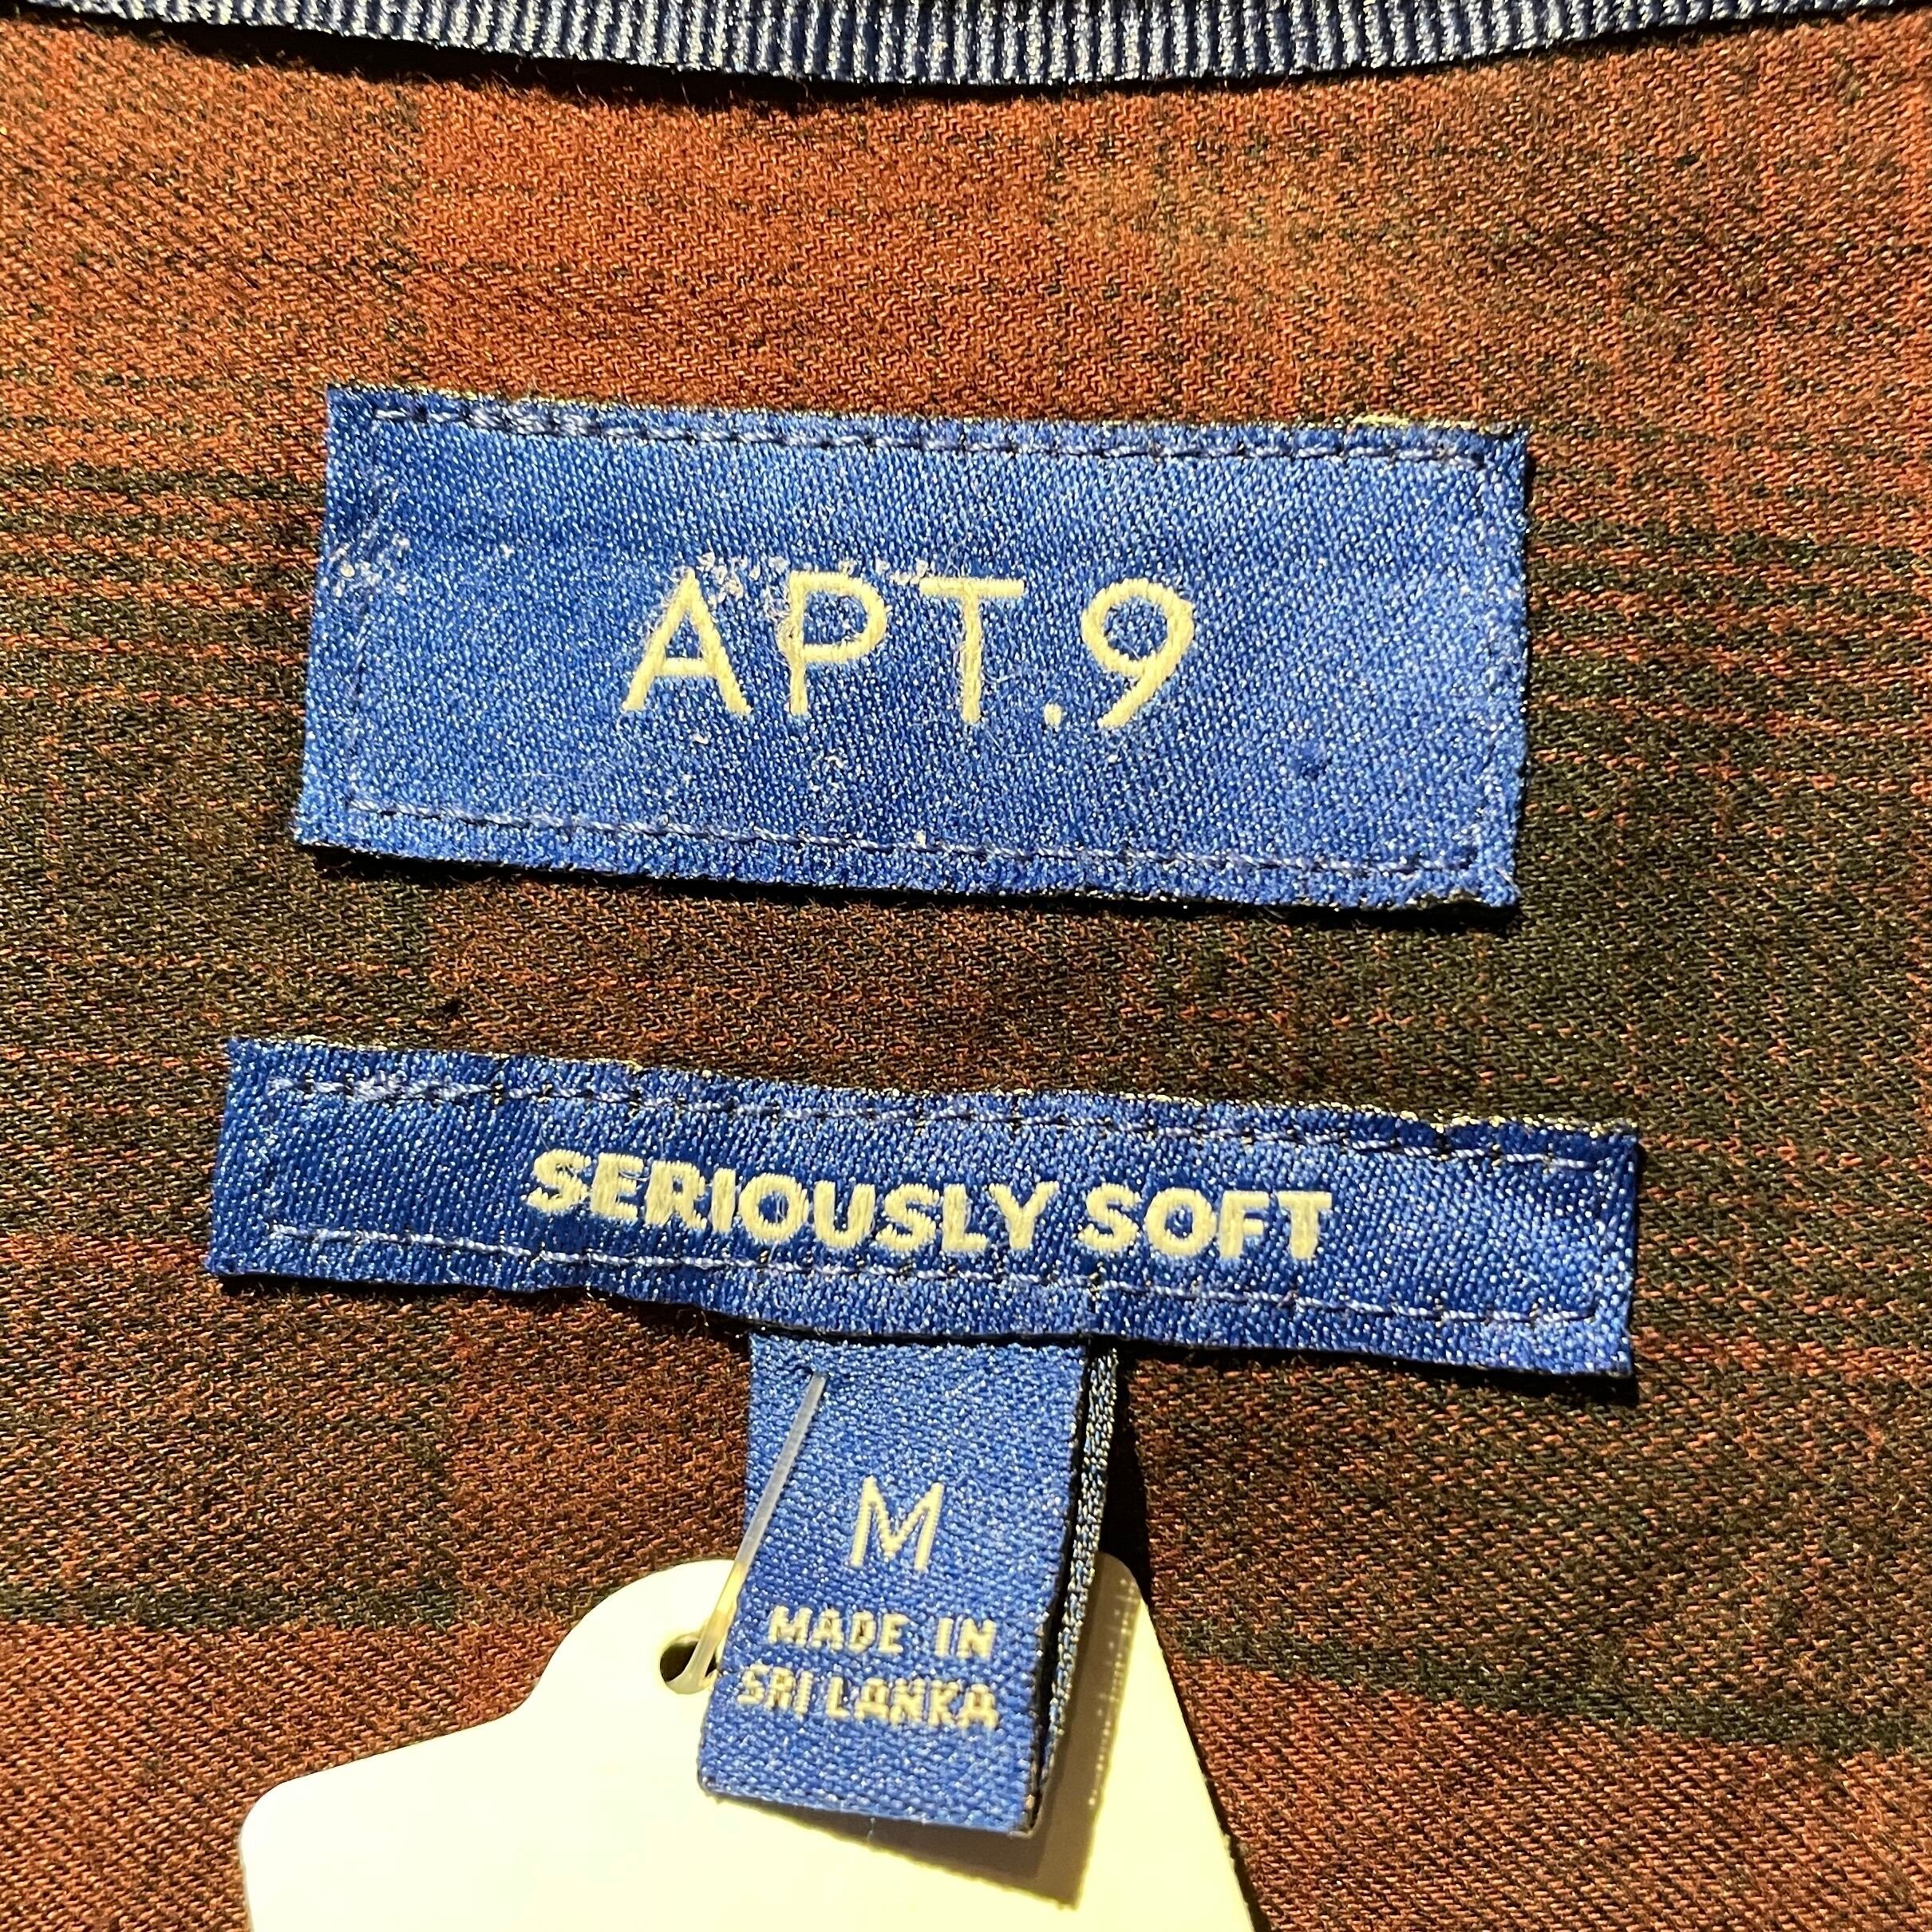 APT.9
SERIOUSLY SOFT
M
MADE IN
SRI LANKA